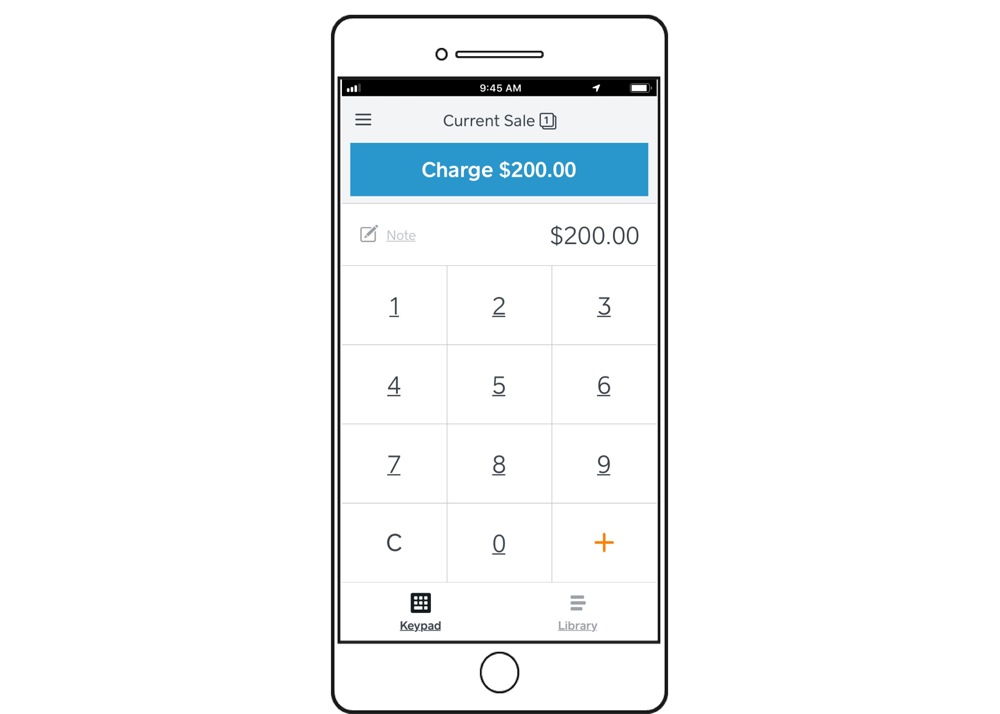 9:45 AM
Current Sale 1
Charge $200.00
Note $200.00
1 2 3
4 5 6
7 8 9
C 0 +
Keypad Library